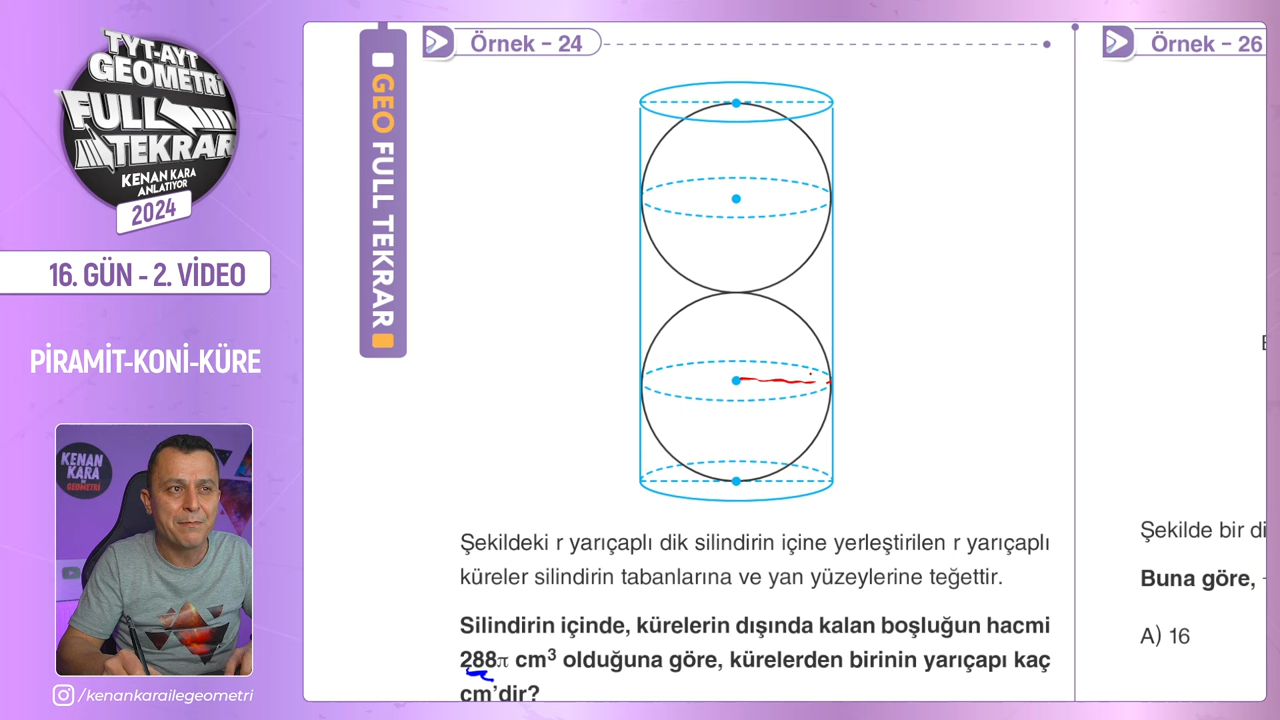 TYT-AYT
GEOMETRİ
FULL
TEKRAR
KENAN KARA
ANLATIYOR
2024
16. GÜN - 2. VİDEO
PİRAMİT-KONİ-KÜRE
KENAN
KARA
GEOMETRİ
/kenankarailegeometri
GEO FULL TEKRAR
Örnek – 24
Şekildeki r yarıçaplı dik silindirin içine yerleştirilen r yarıçaplı
küreler silindirin tabanlarına ve yan yüzeylerine teğettir.
Silindirin içinde, kürelerin dışında kalan boşluğun hacmi
288π cm³ olduğuna göre, kürelerden birinin yarıçapı kaç
cm'dir?
Örnek – 26
Şekilde bir di
Buna göre,
A) 16